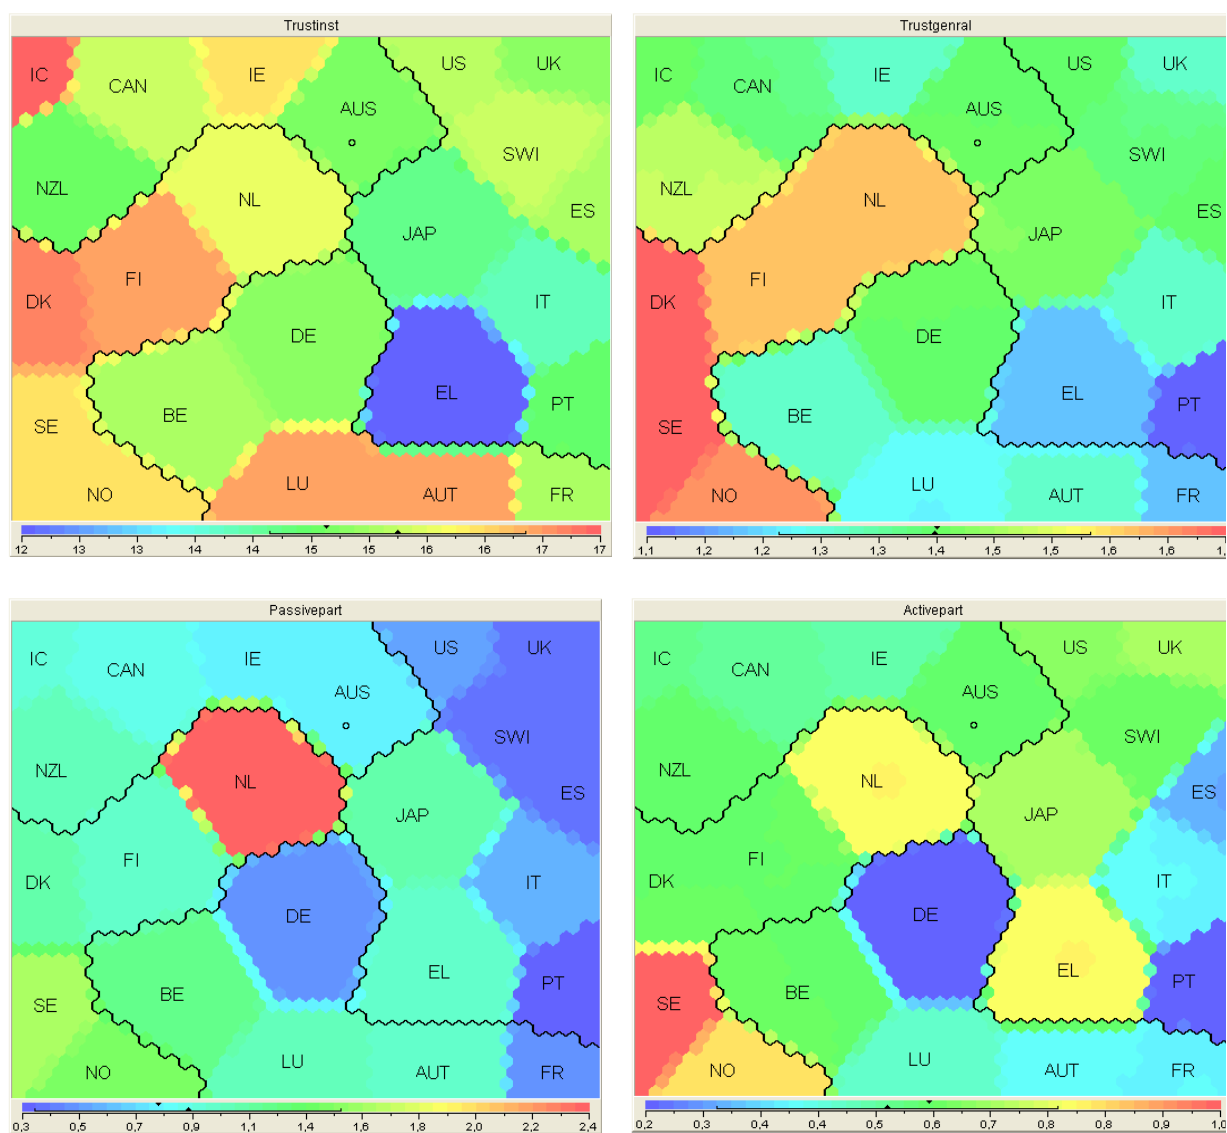 Trustinst
IC CAN IE AUS US UK
NZL NL JAP SWI ES
DK FI DE EL IT
SE BE PT
NO LU AUT FR
12 13 13 14 14 15 15 16 16 17 17
Trustgenral
IC CAN IE AUS US UK
NZL NL JAP SWI ES
DK FI DE EL IT
SE BE PT
NO LU AUT FR
1,1 1,2 1,2 1,3 1,3 1,4 1,5 1,5 1,6 1,6
Passivepart
IC CAN IE AUS US UK
NZL NL JAP SWI ES
DK FI DE EL IT
SE BE PT
NO LU AUT FR
0,3 0,5 0,7 0,9 1,1 1,3 1,5 1,8 2,0 2,2 2,4
Activepart
IC CAN IE AUS US UK
NZL NL JAP SWI ES
DK FI DE EL IT
SE BE PT
NO LU AUT FR
0,2 0,3 0,4 0,4 0,5 0,6 0,7 0,8 0,8 0,9